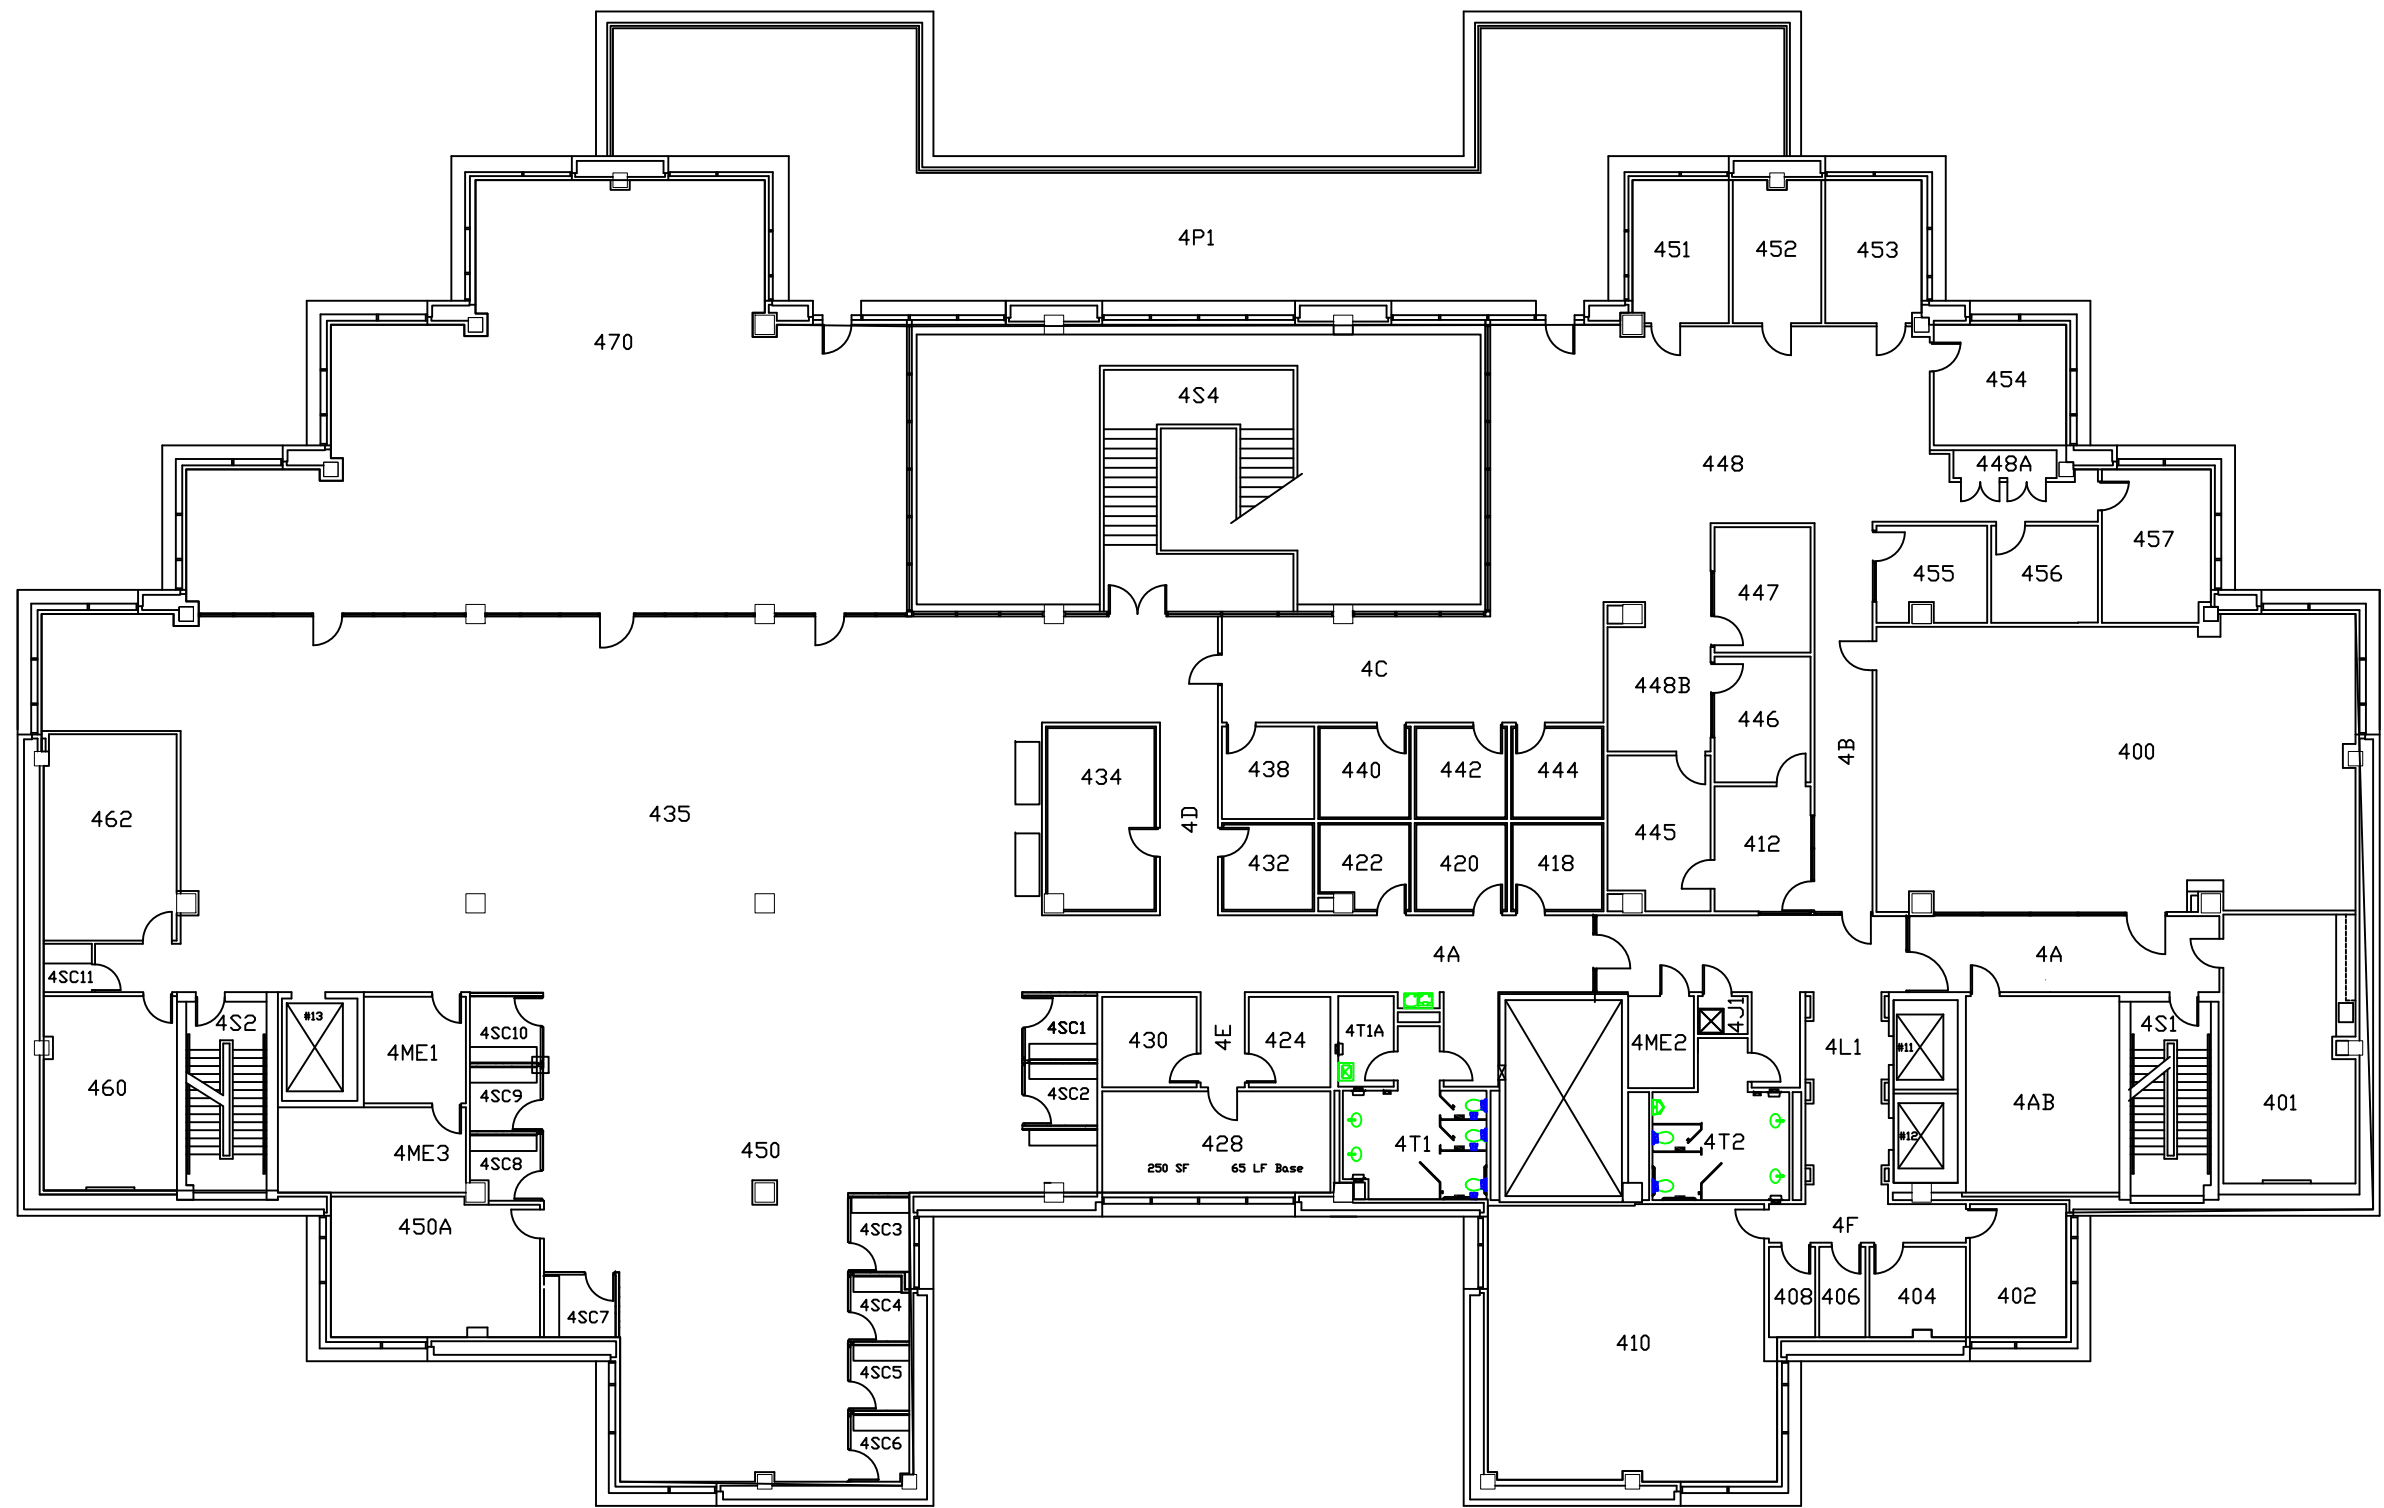 4P1
451
452
453
470
454
4S4
448
448A
457
447
455
456
4C
448B
446
4B
400
434
438
440
442
444
462
435
4D
432
422
420
418
445
412
4A
4A
4SC11
#13
4S2
4SC10
4SC1
4T1A
4J1
4S1
4ME1
430
4E
424
4ME2
4L1
#11
460
4SC9
4SC2
4AB
401
#12
4ME3
4SC8
450
428
250 SF 65 LF Base
4T1
4T2
450A
4SC3
4F
4SC7
4SC4
408
406
404
402
410
4SC5
4SC6